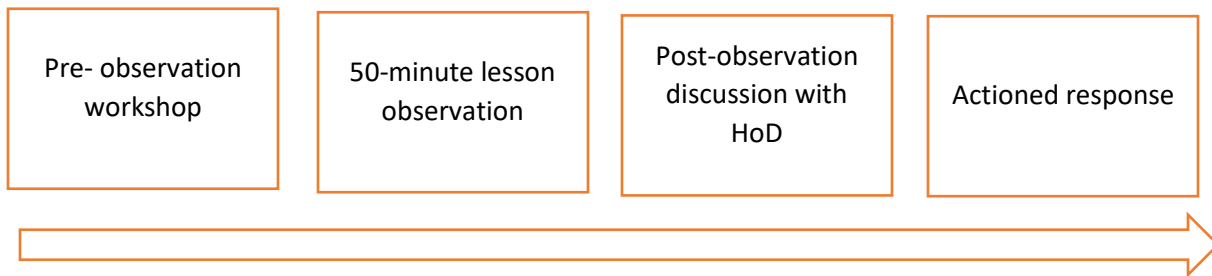 Pre- observation
workshop
50-minute lesson
observation
Post-observation
discussion with
HoD
Actioned response